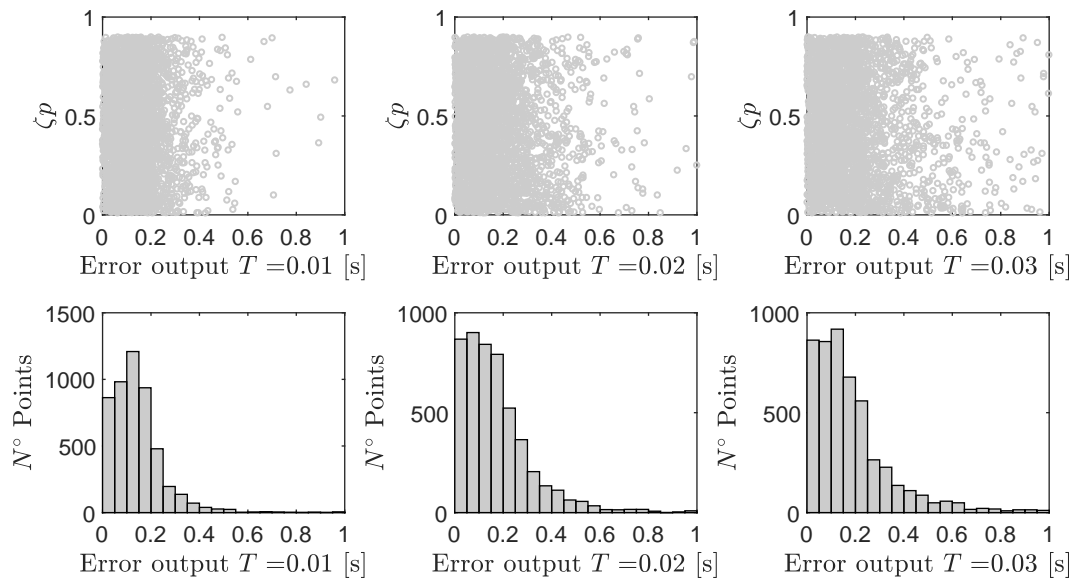 1
0.5
0
ζp
0 0.2 0.4 0.6 0.8 1
Error output T =0.01 [s]
1
0.5
0
ζp
0 0.2 0.4 0.6 0.8 1
Error output T =0.02 [s]
1
0.5
0
ζp
0 0.2 0.4 0.6 0.8 1
Error output T =0.03 [s]
1500
1000
500
0
N° Points
0 0.2 0.4 0.6 0.8 1
Error output T =0.01 [s]
1000
500
0
N° Points
0 0.2 0.4 0.6 0.8 1
Error output T =0.02 [s]
1000
500
0
N° Points
0 0.2 0.4 0.6 0.8 1
Error output T =0.03 [s]